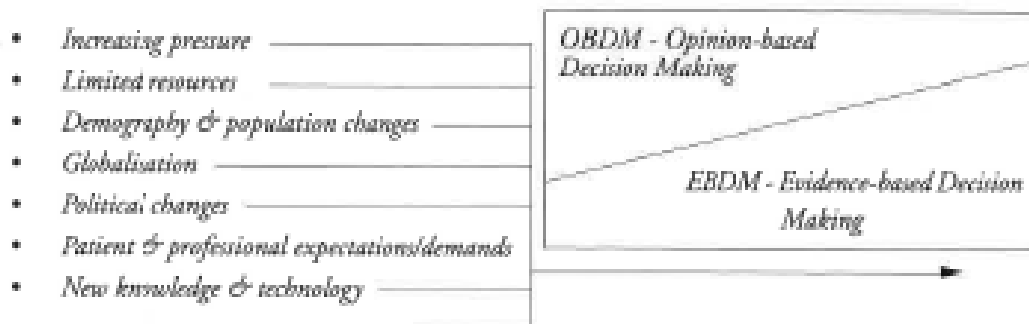 • Increasing pressure
• Limited resources
• Demography & population changes
• Globalisation
• Political changes
• Patient & professional expectations/demands
• New knowledge & technology
OBDM - Opinion-based
Decision Making
EBDM - Evidence-based Decision
Making